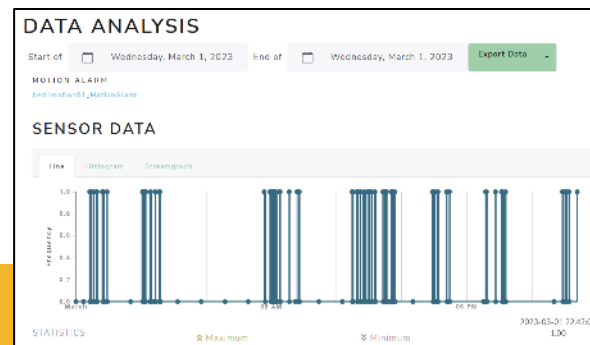 DATA ANALYSIS
Start of Wednesday, March 1, 2023 End of Wednesday, March 1, 2023 Export Data
MOTION ALARM
SENSOR DATA
Line Histogram Streamgraph
1.0
0.8
0.6
0.4
0.2
0.0
Frequency
March 06 PM
STATISTICS Maximum Minimum
1.00